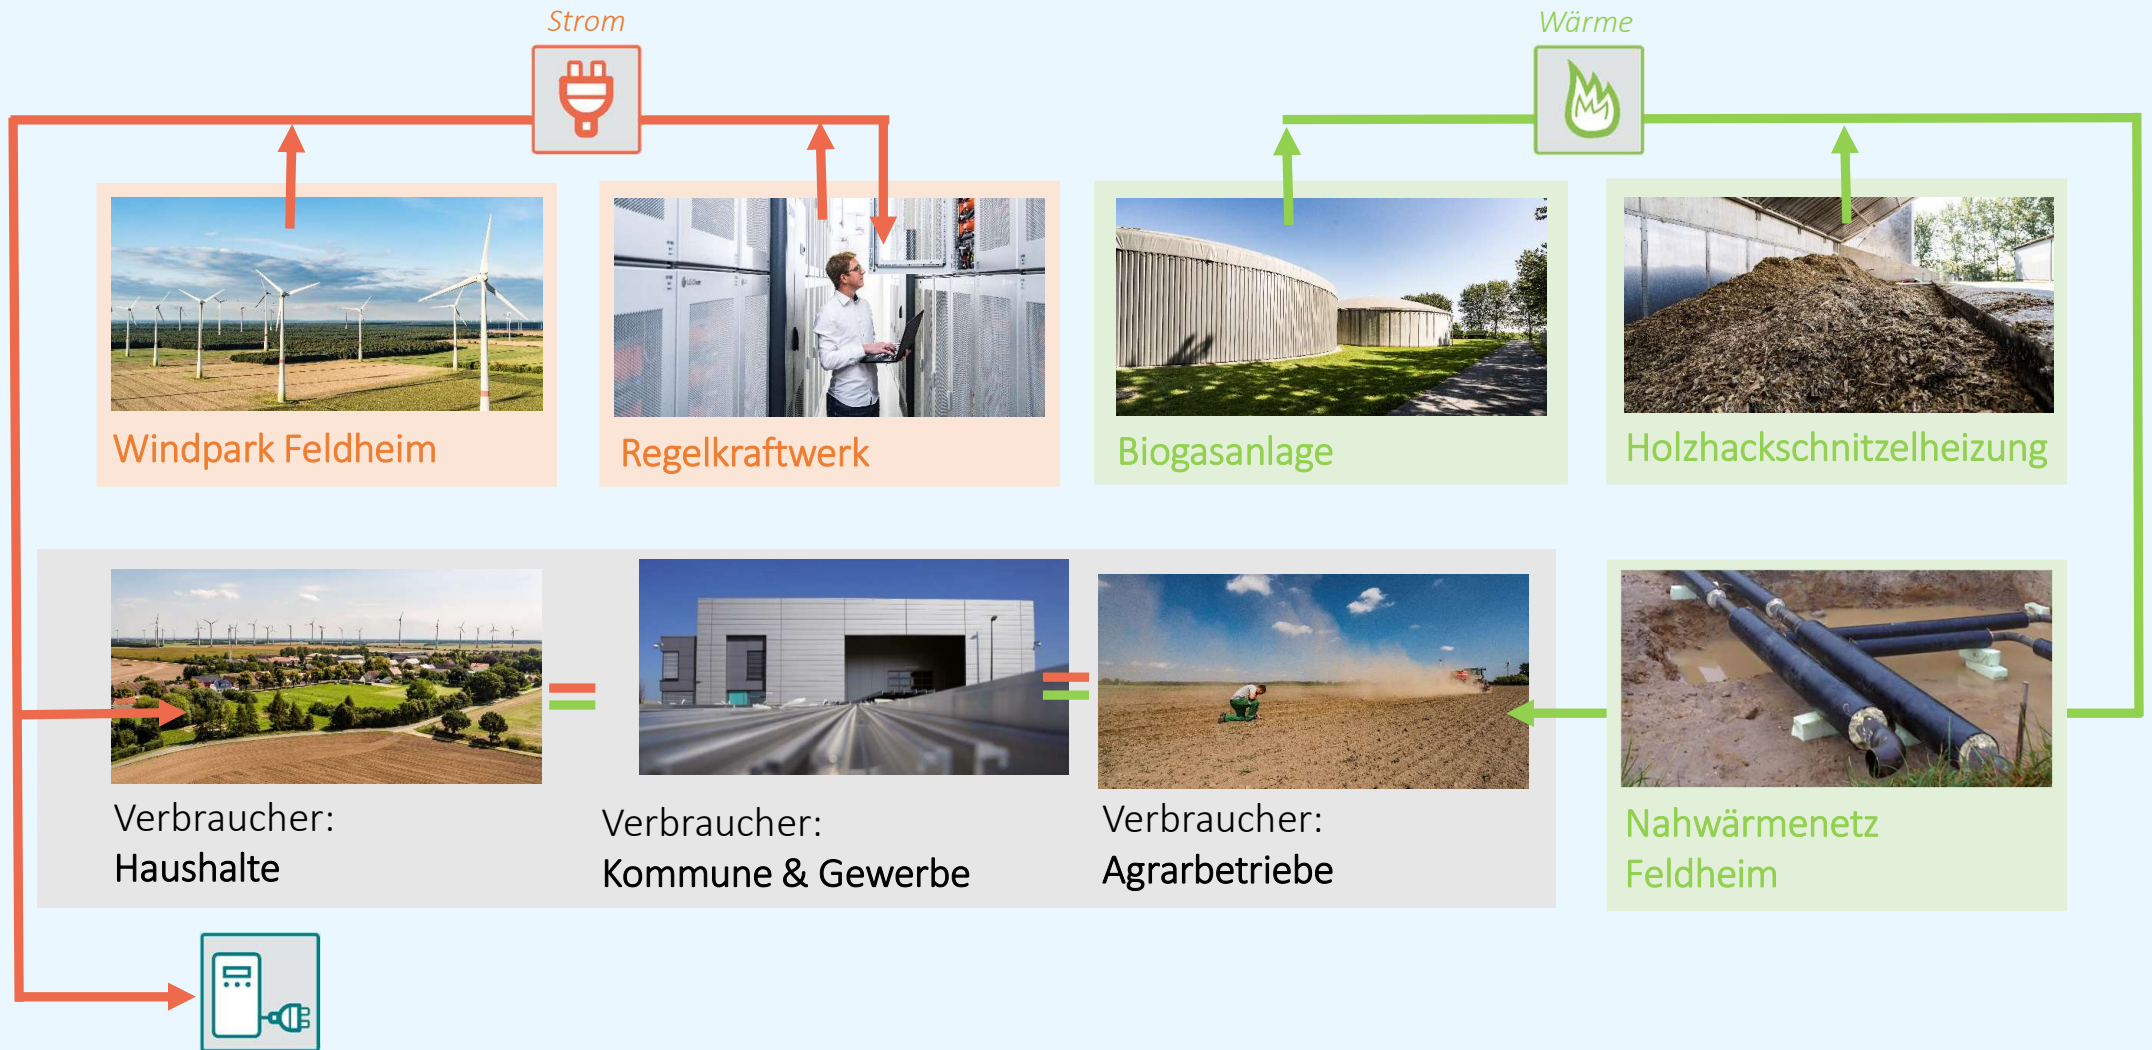 Strom
Wärme
Windpark Feldheim
Regelkraftwerk
Biogasanlage
Holzhackschnitzelheizung
Verbraucher:
Haushalte
Verbraucher:
Kommune & Gewerbe
Verbraucher:
Agrarbetriebe
Nahwärmenetz
Feldheim